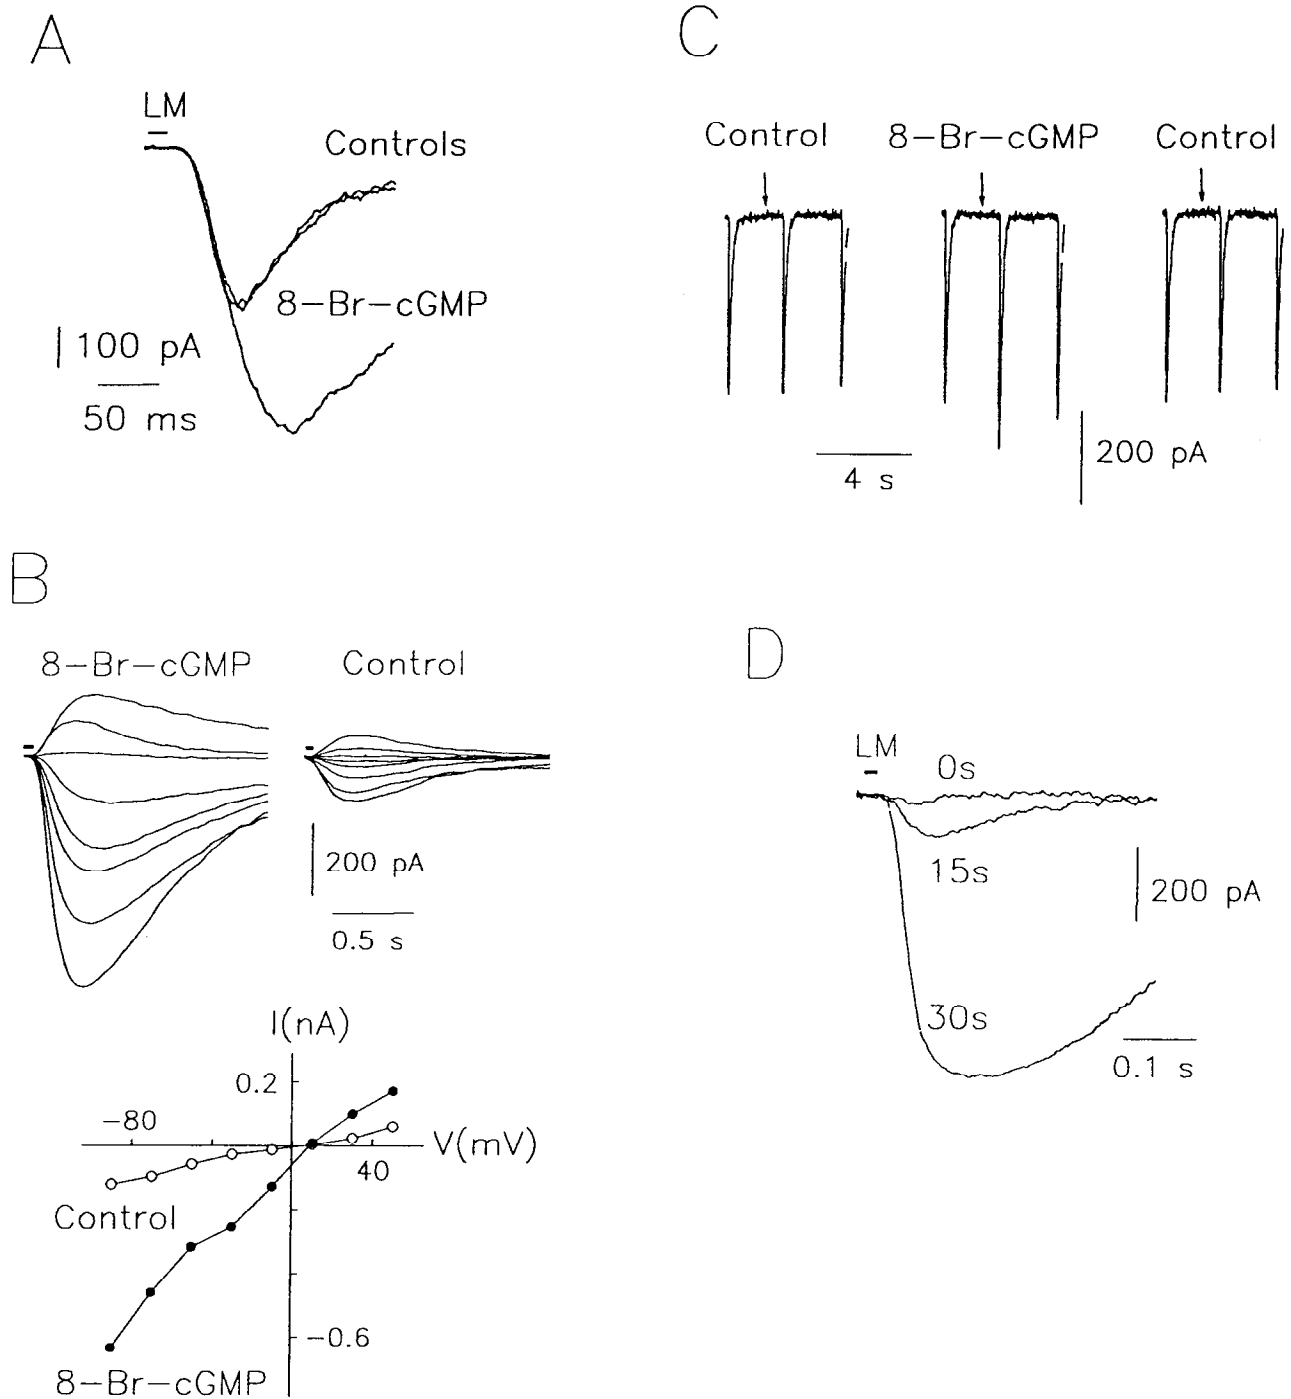 A
LM
Controls
8-Br-cGMP
100 pA
50 ms
B
8-Br-cGMP
Control
200 pA
0.5 s
I(nA)
0.2
-80
V(mV)
40
Control
-0.6
8-Br-cGMP
C
Control
8-Br-cGMP
Control
200 pA
4 s
D
LM
0s
15s
200 pA
30s
0.1 s